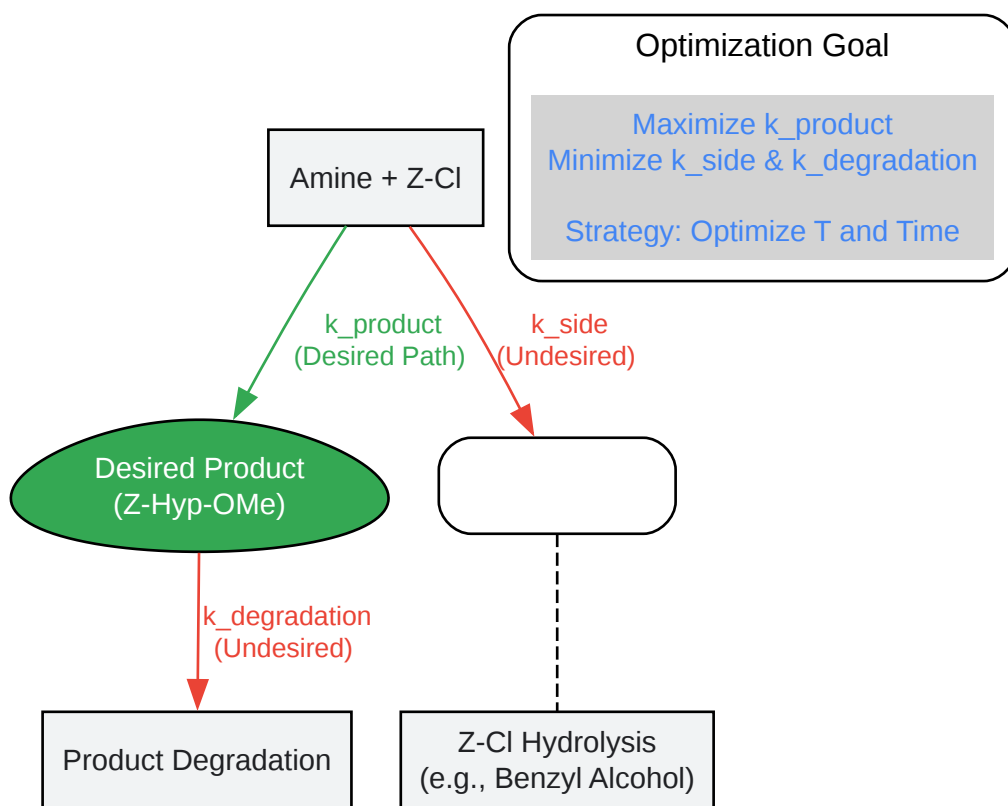 Optimization Goal
Maximize k_product
Minimize k_side & k_degradation
Strategy: Optimize T and Time
Amine + Z-Cl
k_product
(Desired Path)
k_side
(Undesired)
Desired Product
(Z-Hyp-OMe)
k_degradation
(Undesired)
Product Degradation
Z-Cl Hydrolysis
(e.g., Benzyl Alcohol)